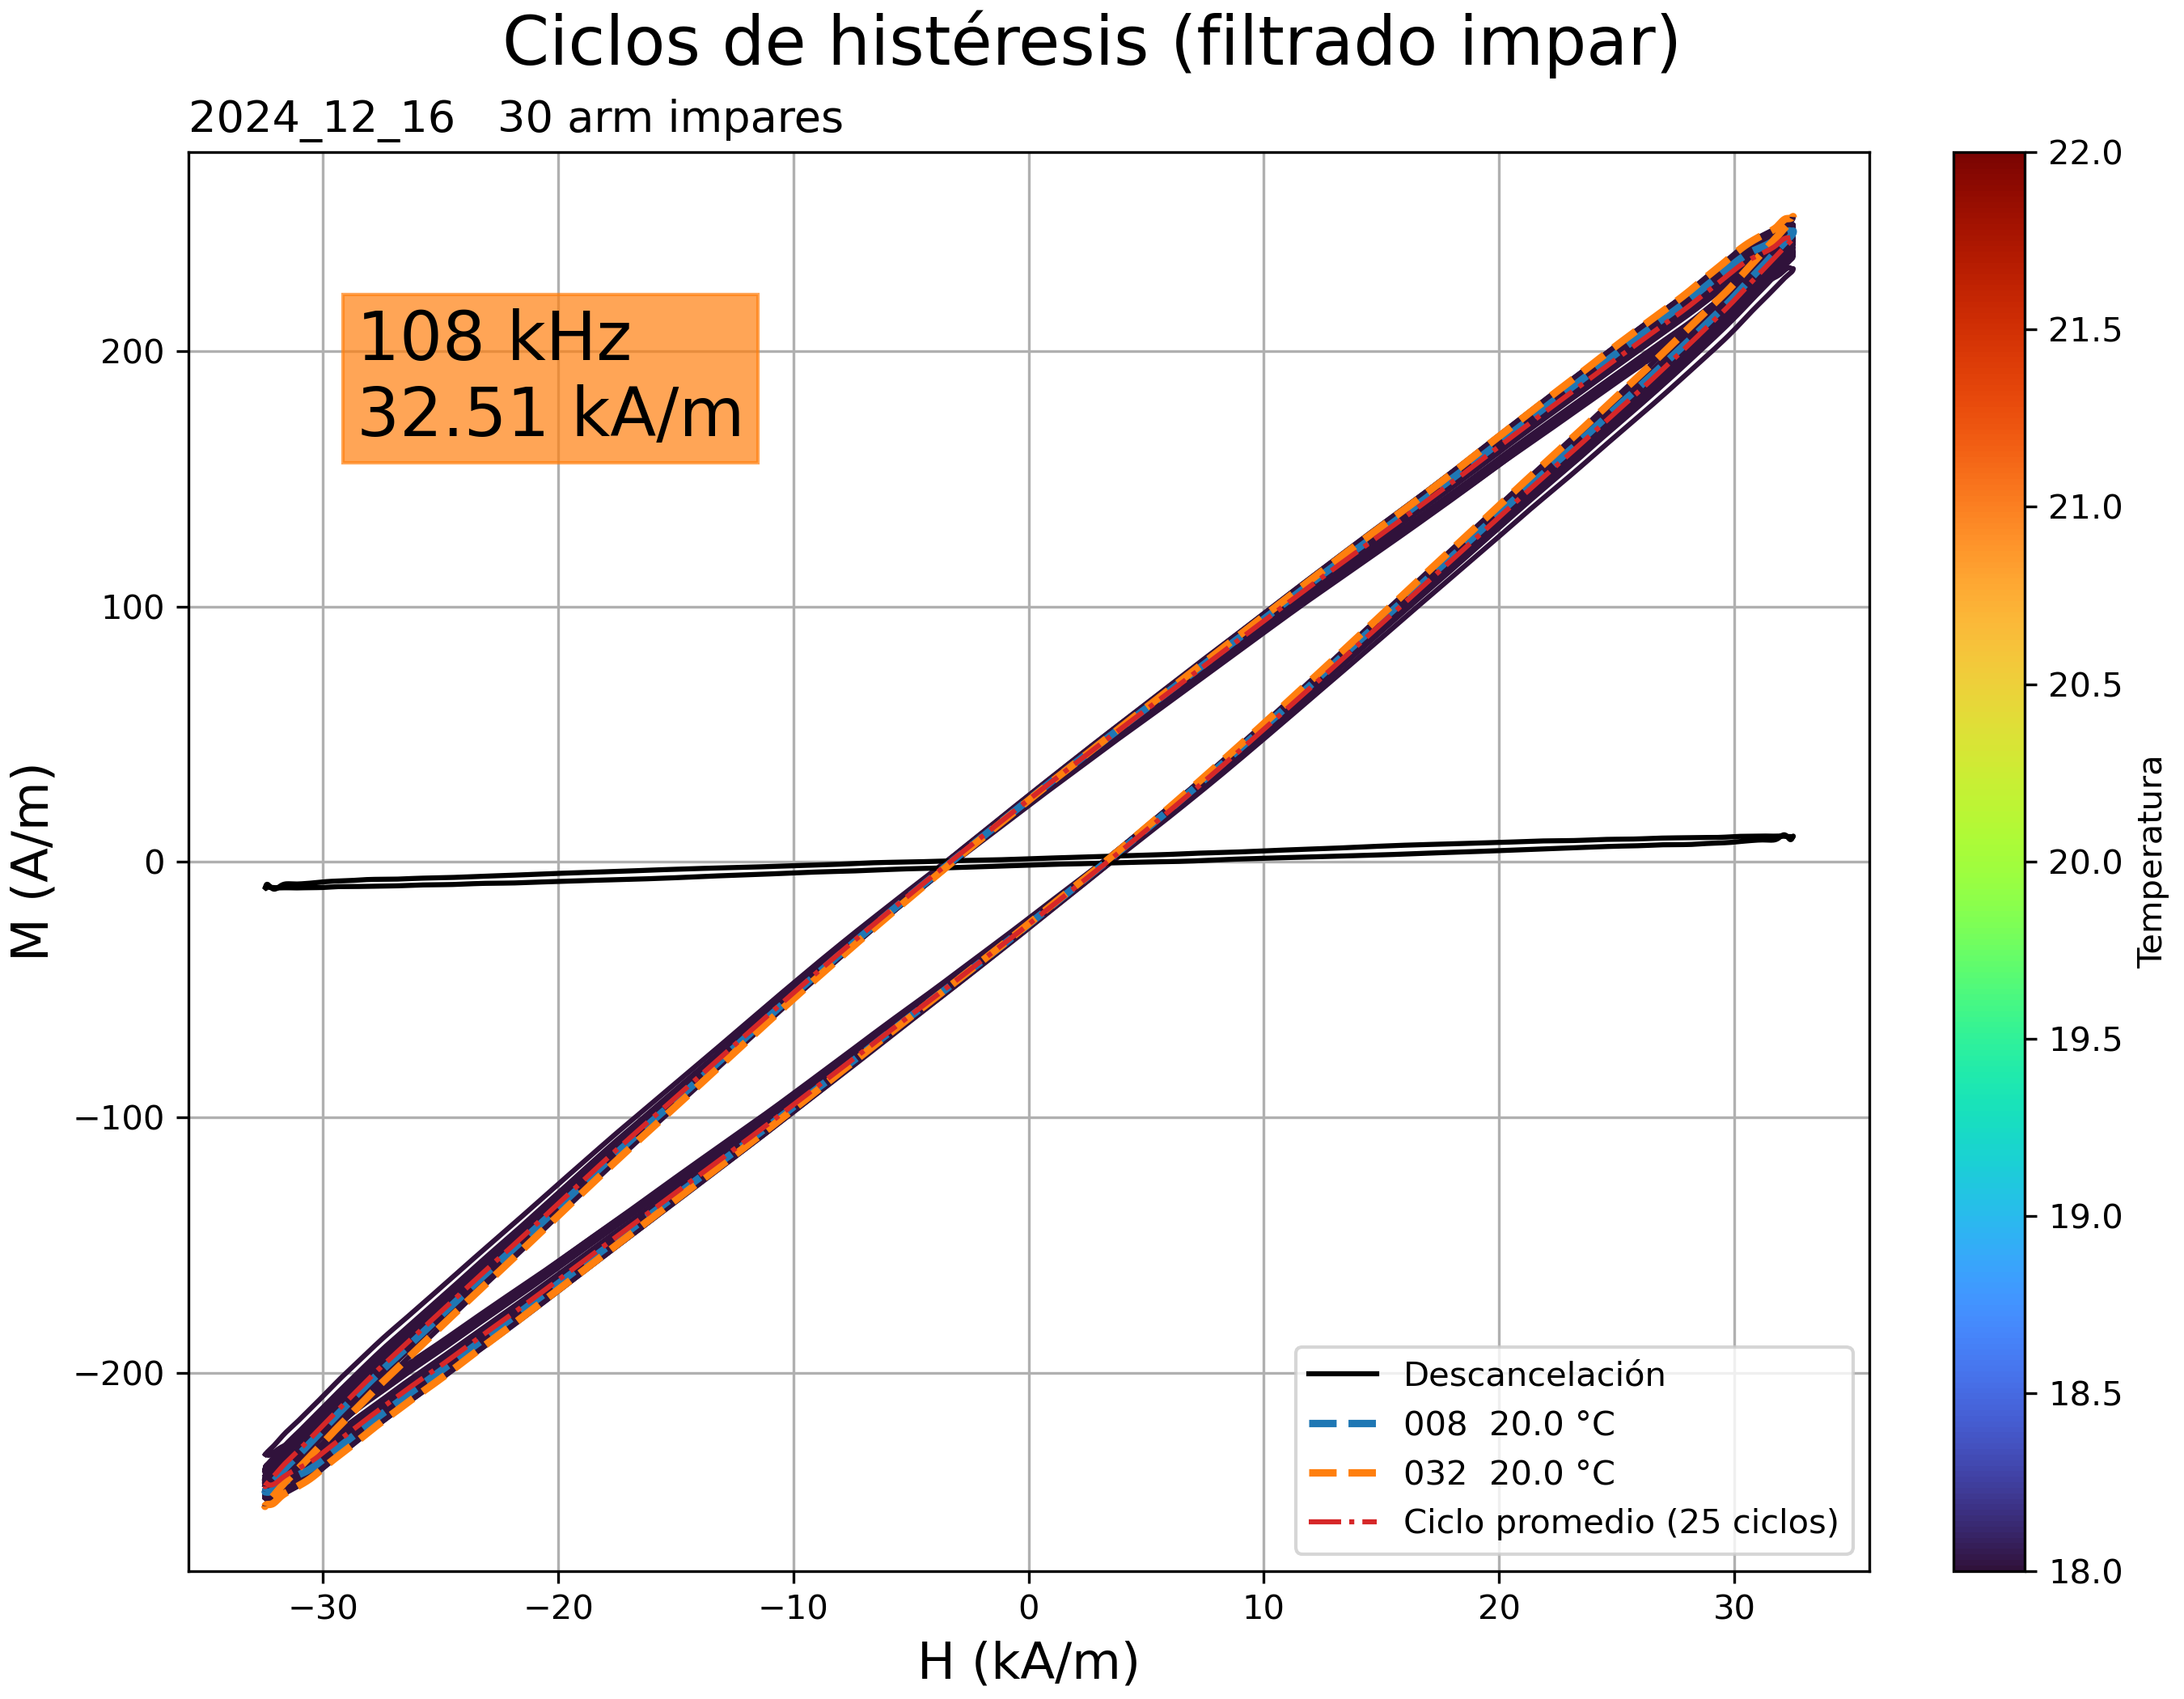 Ciclos de histéresis (filtrado impar)
2024_12_16   30 arm impares
108 kHz
32.51 kA/m
M (A/m)
200
100
0
−100
−200
−30
−20
−10
0
10
20
30
H (kA/m)
Descancelación
008  20.0 °C
032  20.0 °C
Ciclo promedio (25 ciclos)
22.0
21.5
21.0
20.5
20.0
19.5
19.0
18.5
18.0
Temperatura